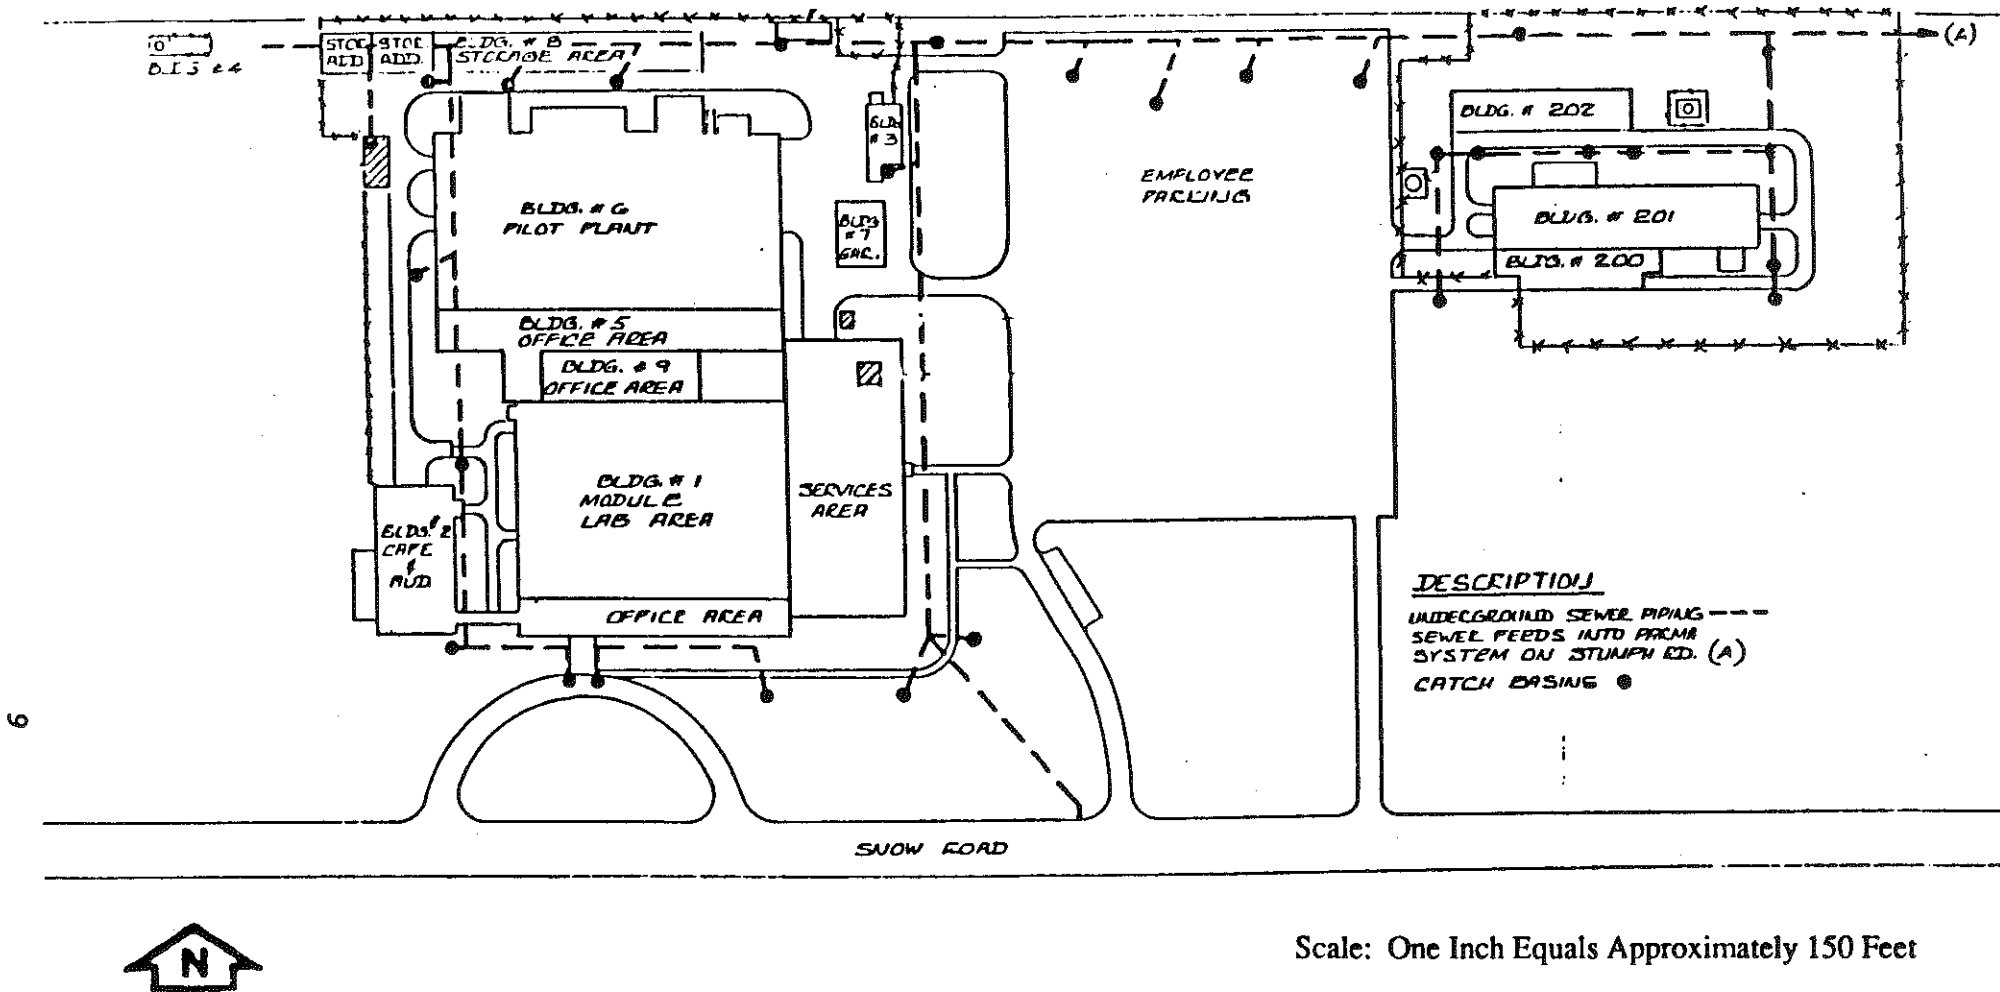 STOR. STOR.
ADD. ADD.
BLDG. # 8
STORAGE AREA
(A)
BLDG
# 3
BLDG. # 202
EMPLOYEE
PARKING
BLDG. # 6
PILOT PLANT
BLDG
# 7
GAR.
BLDG. # 201
BLDG. # 200
BLDG. # 5
OFFICE AREA
BLDG. # 9
OFFICE AREA
BLDG. # 1
MODULE
LAB AREA
SERVICES
AREA
BLDG. # 2
CAFE
&
AUD.
OFFICE AREA
DESCRIPTION
UNDERGROUND SEWER PIPING
SEWER FEEDS INTO PARMA
SYSTEM ON STUMPH RD. (A)
CATCH BASINS
9
SNOW ROAD
N
Scale: One Inch Equals Approximately 150 Feet